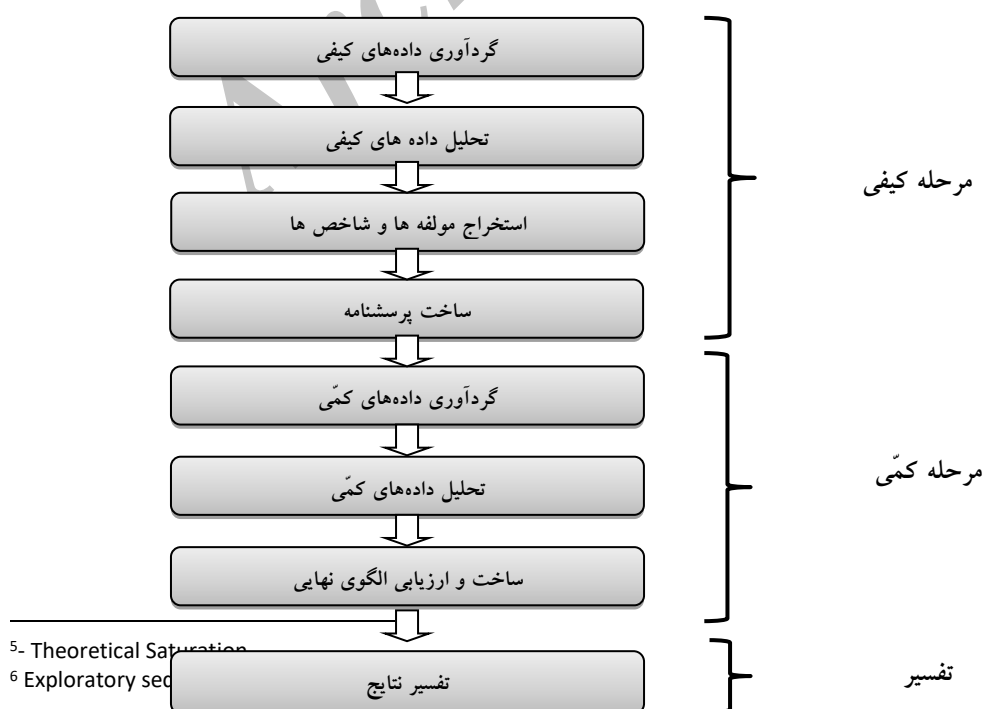 گردآوری داده‌های کیفی
تحلیل داده های کیفی
استخراج مولفه ها و شاخص ها
ساخت پرسشنامه
مرحله کیفی
گردآوری داده‌های کمّی
تحلیل داده‌های کمّی
ساخت و ارزیابی الگوی نهایی
مرحله کمّی
تفسیر نتایج
تفسیر
5- Theoretical Saturation
6 Exploratory